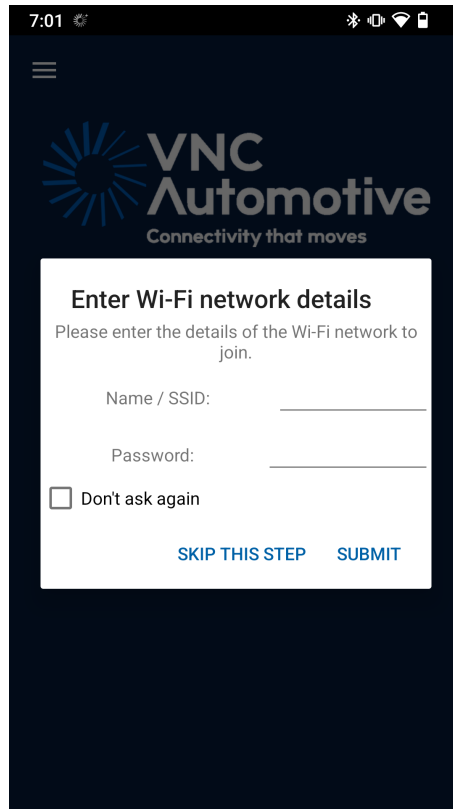 7:01
VNC
Automotive
Connectivity that moves
Enter Wi-Fi network details
Please enter the details of the Wi-Fi network to
join.
Name / SSID:
Password:
Don't ask again
SKIP THIS STEP SUBMIT